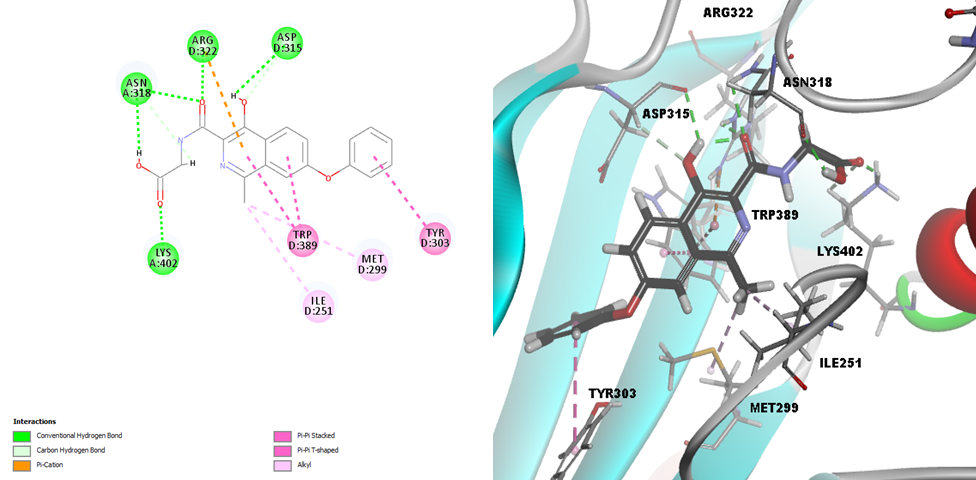 ARG
D:322
ASP
D:315
ASN
A:318
O
H
O
N
H
H
O
N
O
O
LYS
A:402
TRP
D:389
TYR
D:303
MET
D:299
ILE
D:251
Interactions
Conventional Hydrogen Bond
Carbon Hydrogen Bond
Pi-Cation
Pi-Pi Stacked
Pi-Pi T-shaped
Alkyl
ARG322
ASN318
ASP315
TRP389
LYS402
ILE251
TYR303
MET299